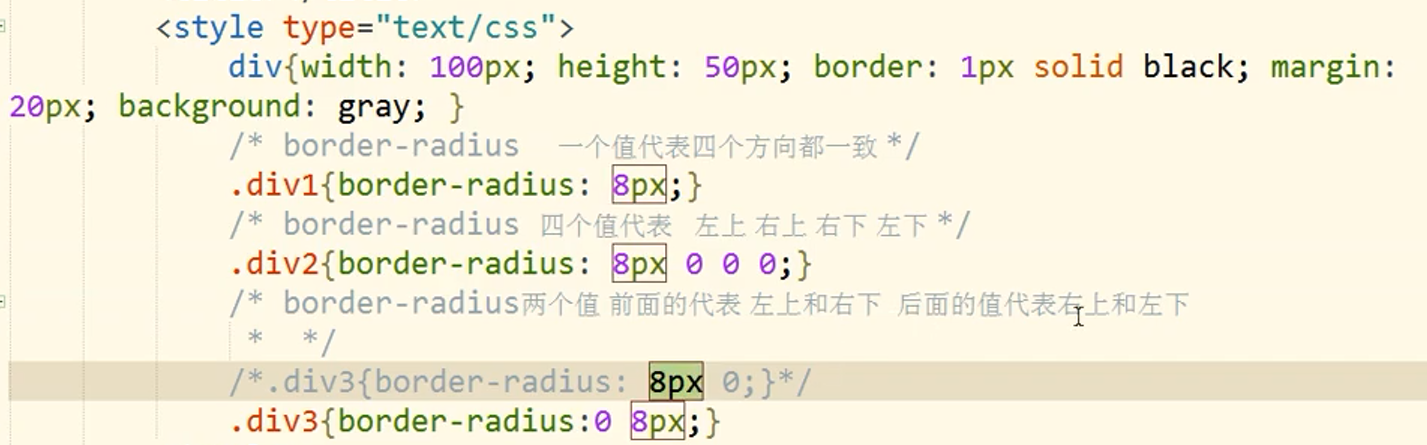 <style type="text/css">
div{width: 100px; height: 50px; border: 1px solid black; margin:
20px; background: gray; }
/* border-radius 一个值代表四个方向都一致 */
.div1{border-radius: 8px;}
/* border-radius 四个值代表 左上 右上 右下 左下 */
.div2{border-radius: 8px 0 0 0;}
/* border-radius两个值 前面的代表 左上和右下 后面的值代表右上和左下
* */
/*.div3{border-radius: 8px 0;}*/
.div3{border-radius:0 8px;}